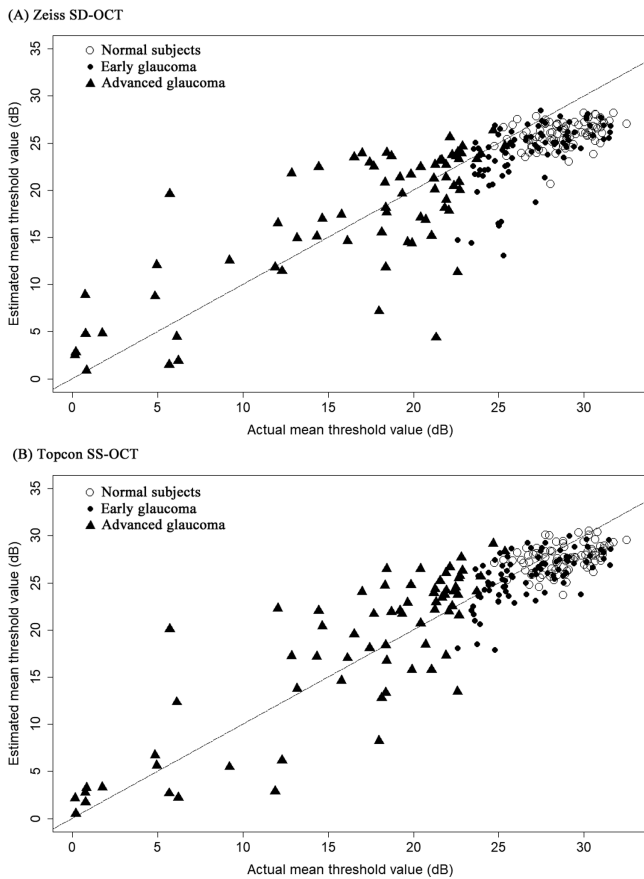 (A) Zeiss SD-OCT
35
30
25
20
15
10
5
0
Estimated mean threshold value (dB)
Normal subjects
Early glaucoma
Advanced glaucoma
0 5 10 15 20 25 30
Actual mean threshold value (dB)
(B) Topcon SS-OCT
35
30
25
20
15
10
5
0
Estimated mean threshold value (dB)
Normal subjects
Early glaucoma
Advanced glaucoma
0 5 10 15 20 25 30
Actual mean threshold value (dB)